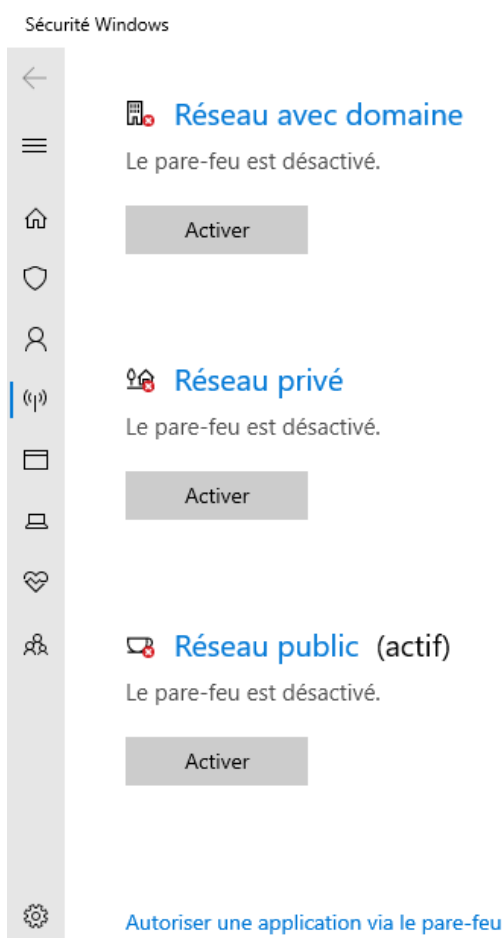 Sécurité Windows
Réseau avec domaine
Le pare-feu est désactivé.
Activer
Réseau privé
Le pare-feu est désactivé.
Activer
Réseau public (actif)
Le pare-feu est désactivé.
Activer
Autoriser une application via le pare-feu